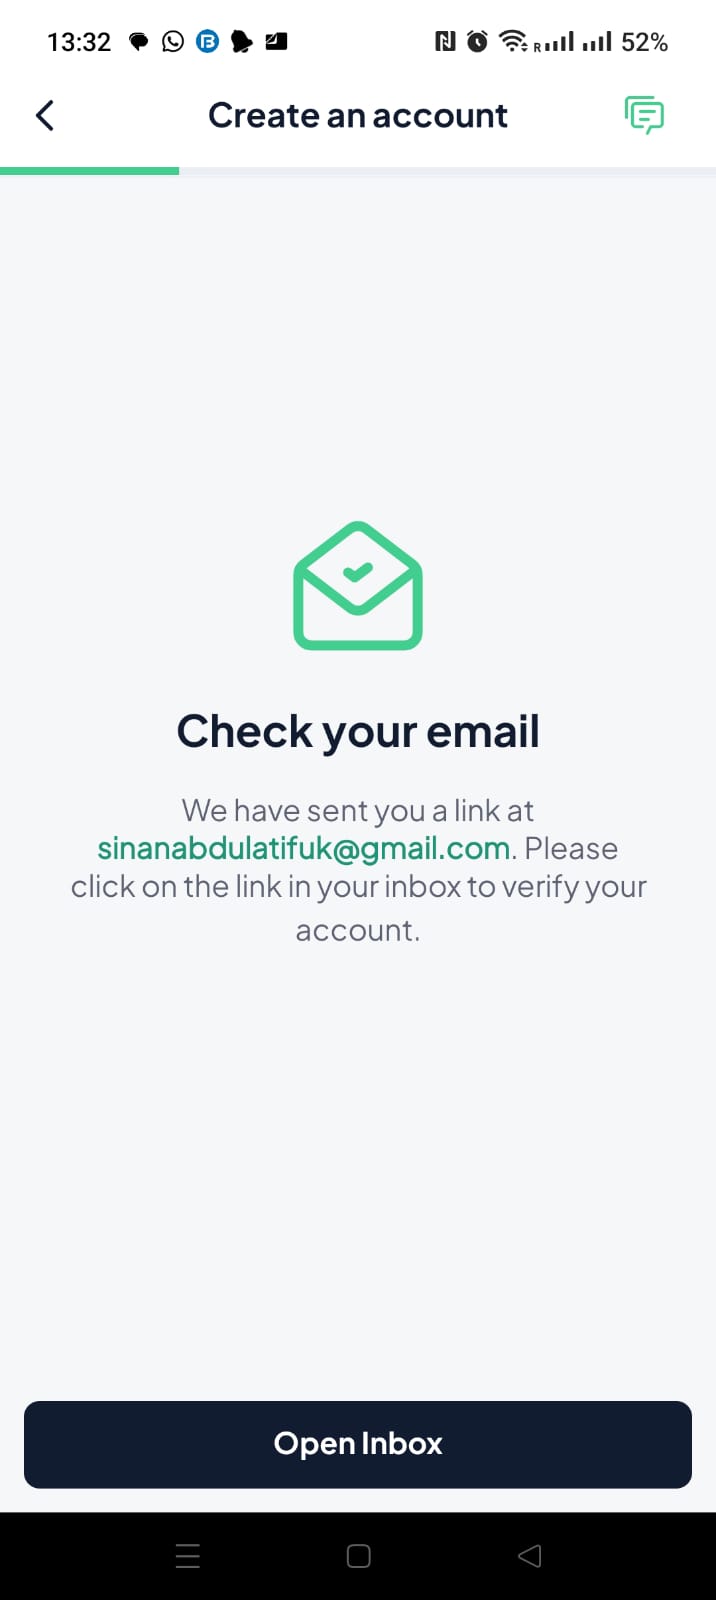 13:32
R
52%
Create an account
Check your email
We have sent you a link at
sinanabdulatifuk@gmail.com. Please
click on the link in your inbox to verify your
account.
Open Inbox